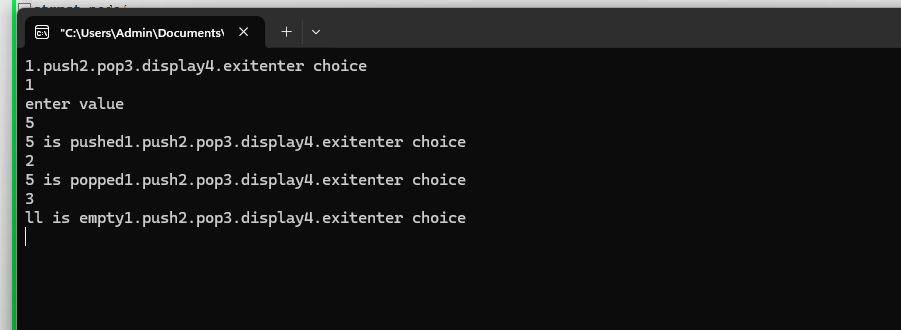 "C:\Users\Admin\Documents\
1.push2.pop3.display4.exitenter choice
1
enter value
5
5 is pushed1.push2.pop3.display4.exitenter choice
2
5 is popped1.push2.pop3.display4.exitenter choice
3
ll is empty1.push2.pop3.display4.exitenter choice